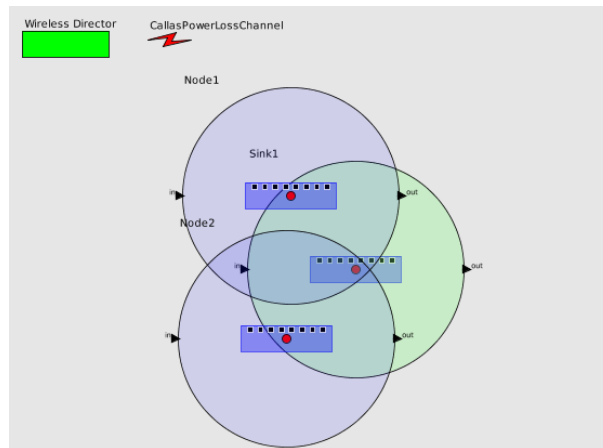 Wireless Director
CallasPowerLossChannel
Node1
Sink1
in
out
Node2
in
out
in
out